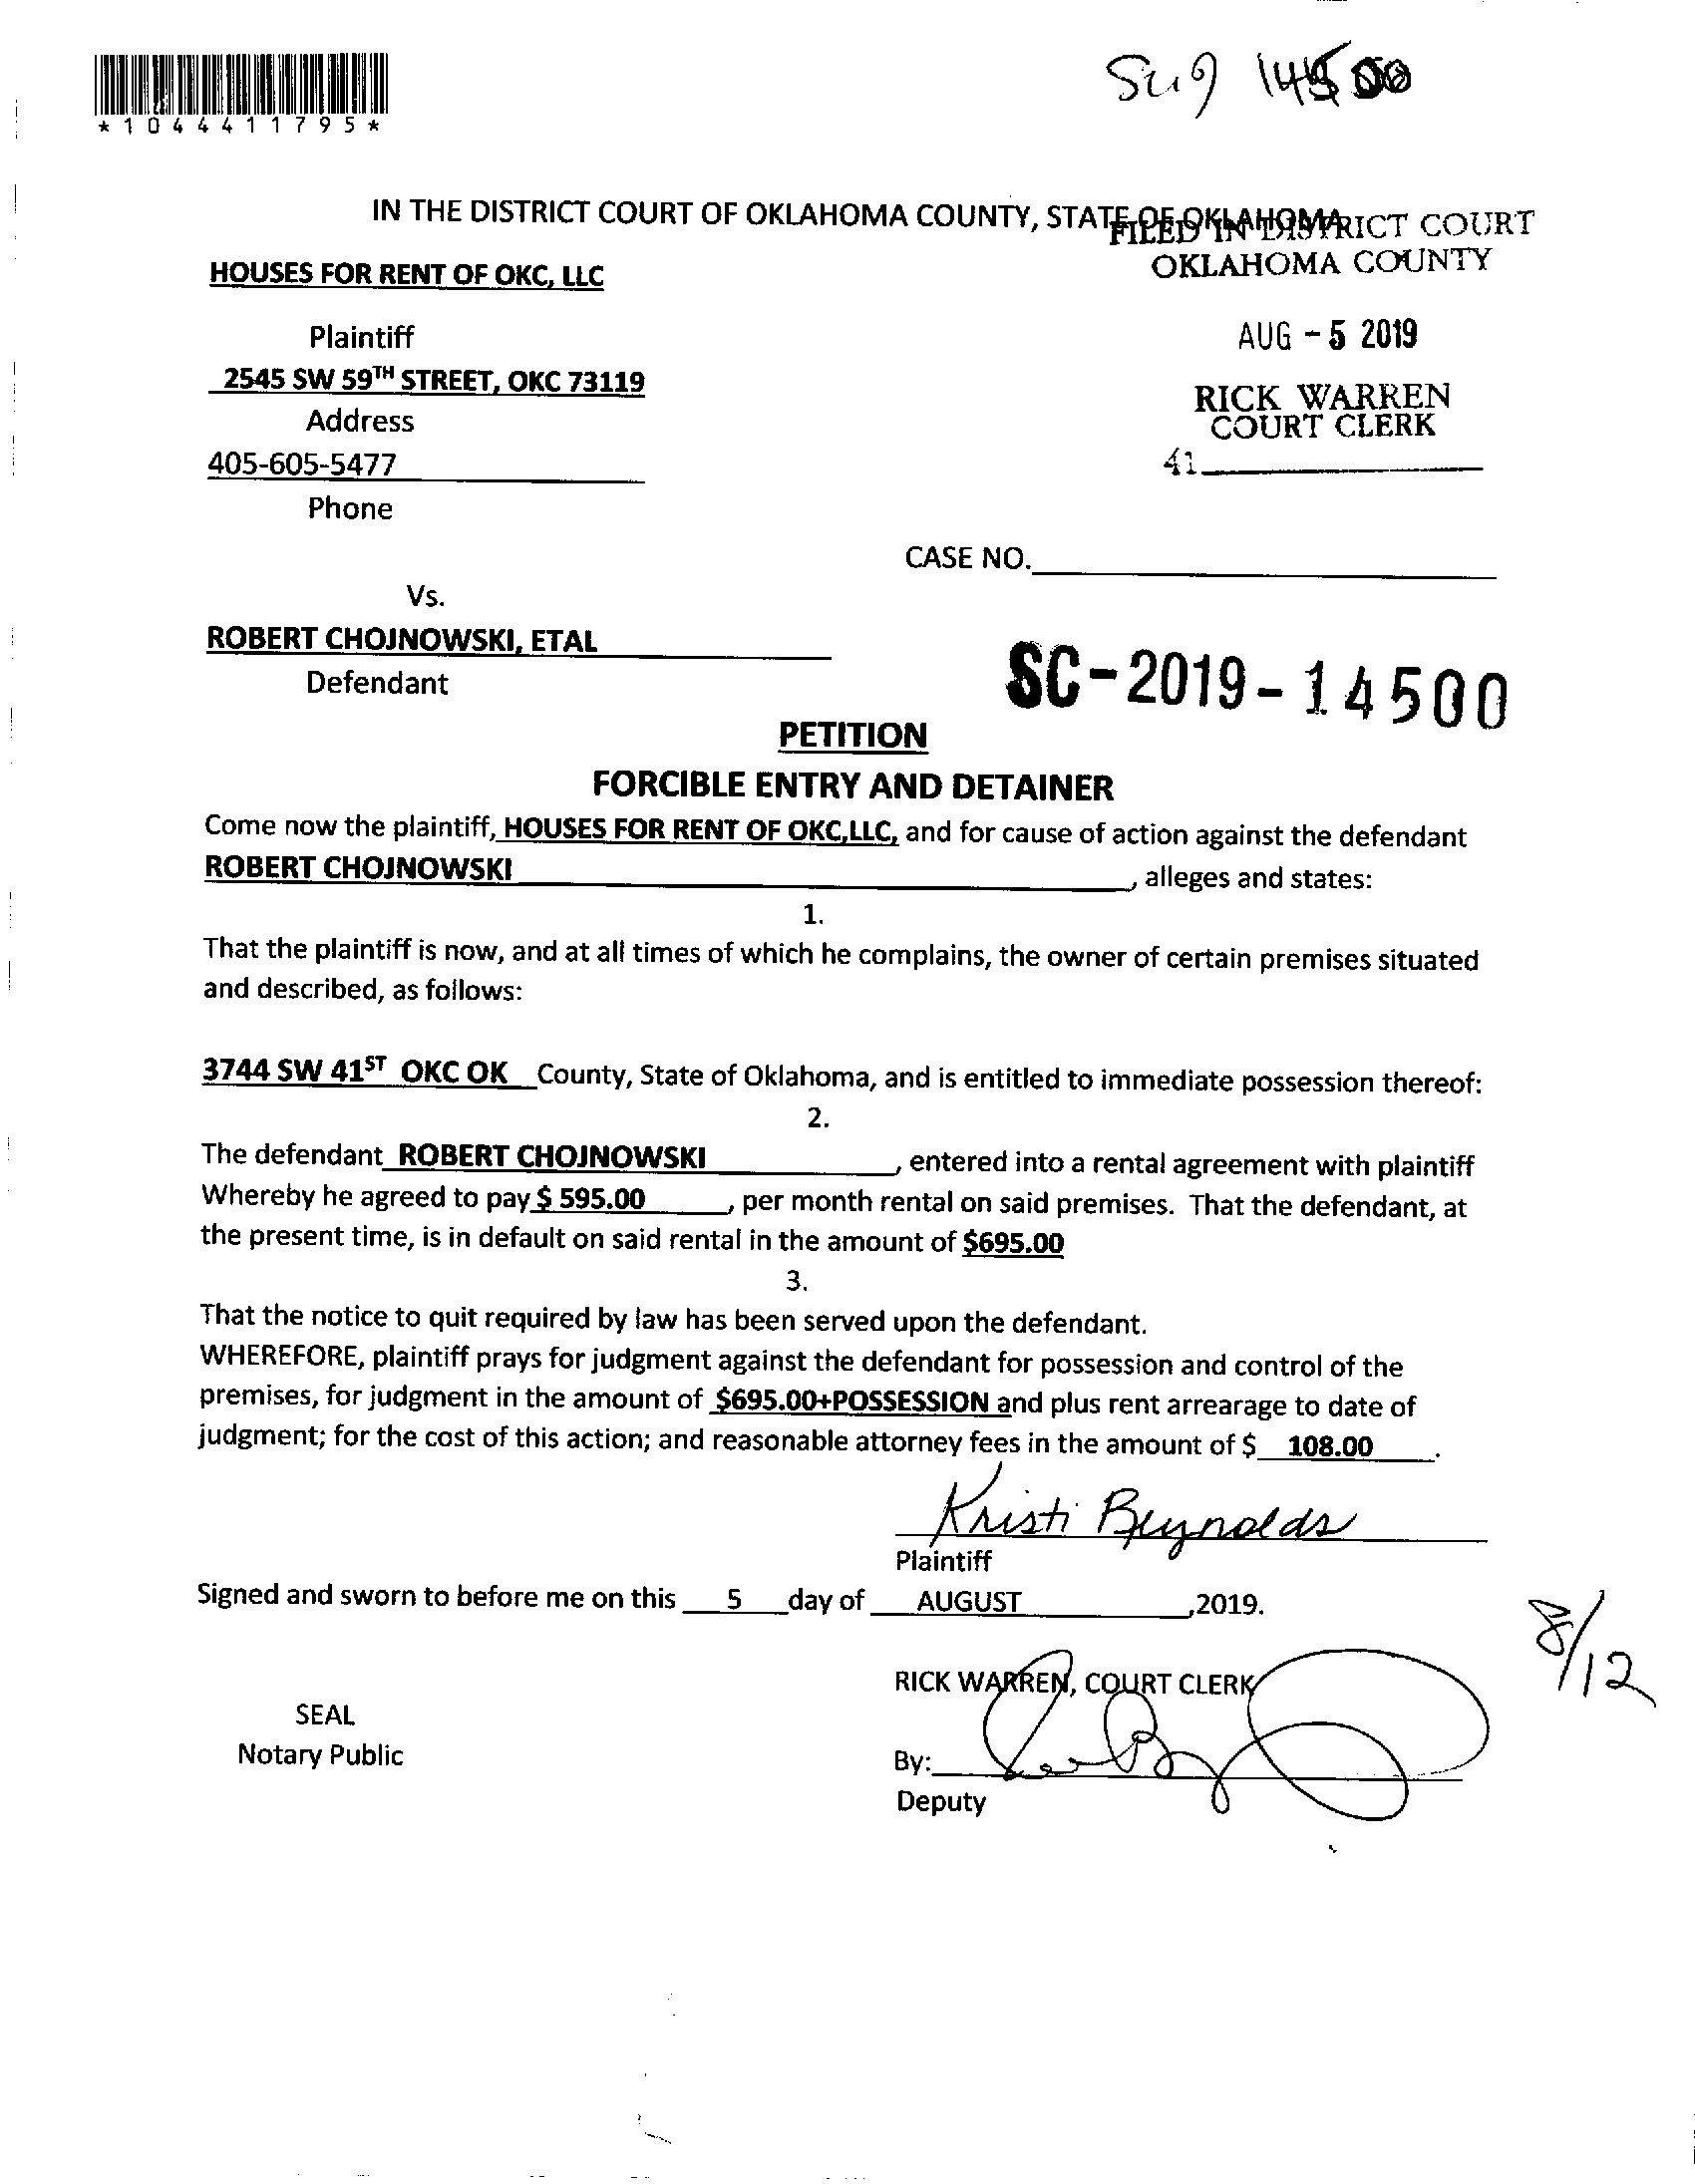 *1044411795*
IN THE DISTRICT COURT OF OKLAHOMA COUNTY, STATE OF OKLAHOMA
FILED IN DISTRICT COURT
OKLAHOMA COUNTY
HOUSES FOR RENT OF OKC, LLC
Plaintiff
AUG - 5 2019
2545 SW 59TH STREET, OKC 73119
RICK WARREN
COURT CLERK
Address
405-605-5477
41
Phone
CASE NO.
Vs.
ROBERT CHOJNOWSKI, ETAL
Defendant
SC-2019-14500
PETITION
FORCIBLE ENTRY AND DETAINER
Come now the plaintiff, HOUSES FOR RENT OF OKC,LLC, and for cause of action against the defendant
ROBERT CHOJNOWSKI, alleges and states:
1.
That the plaintiff is now, and at all times of which he complains, the owner of certain premises situated
and described, as follows:
3744 SW 41ST OKC OK County, State of Oklahoma, and is entitled to immediate possession thereof:
2.
The defendant ROBERT CHOJNOWSKI, entered into a rental agreement with plaintiff
Whereby he agreed to pay $ 595.00, per month rental on said premises. That the defendant, at
the present time, is in default on said rental in the amount of $695.00
3.
That the notice to quit required by law has been served upon the defendant.
WHEREFORE, plaintiff prays for judgment against the defendant for possession and control of the
premises, for judgment in the amount of $695.00+POSSESSION and plus rent arrearage to date of
judgment; for the cost of this action; and reasonable attorney fees in the amount of $ 108.00.
Kristi Reynolds
Plaintiff
Signed and sworn to before me on this 5 day of AUGUST,2019.
8/12
RICK WARREN, COURT CLERK
SEAL
Notary Public
By:
Deputy